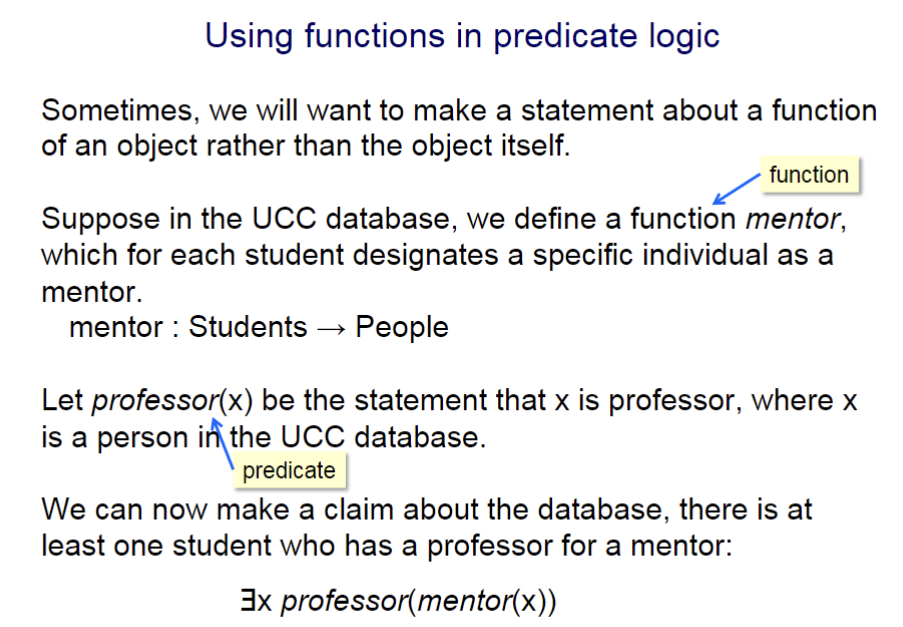 Using functions in predicate logic
Sometimes, we will want to make a statement about a function
of an object rather than the object itself.
function
Suppose in the UCC database, we define a function mentor,
which for each student designates a specific individual as a
mentor.
mentor : Students → People
Let professor(x) be the statement that x is professor, where x
is a person in the UCC database.
predicate
We can now make a claim about the database, there is at
least one student who has a professor for a mentor:
∃x professor(mentor(x))